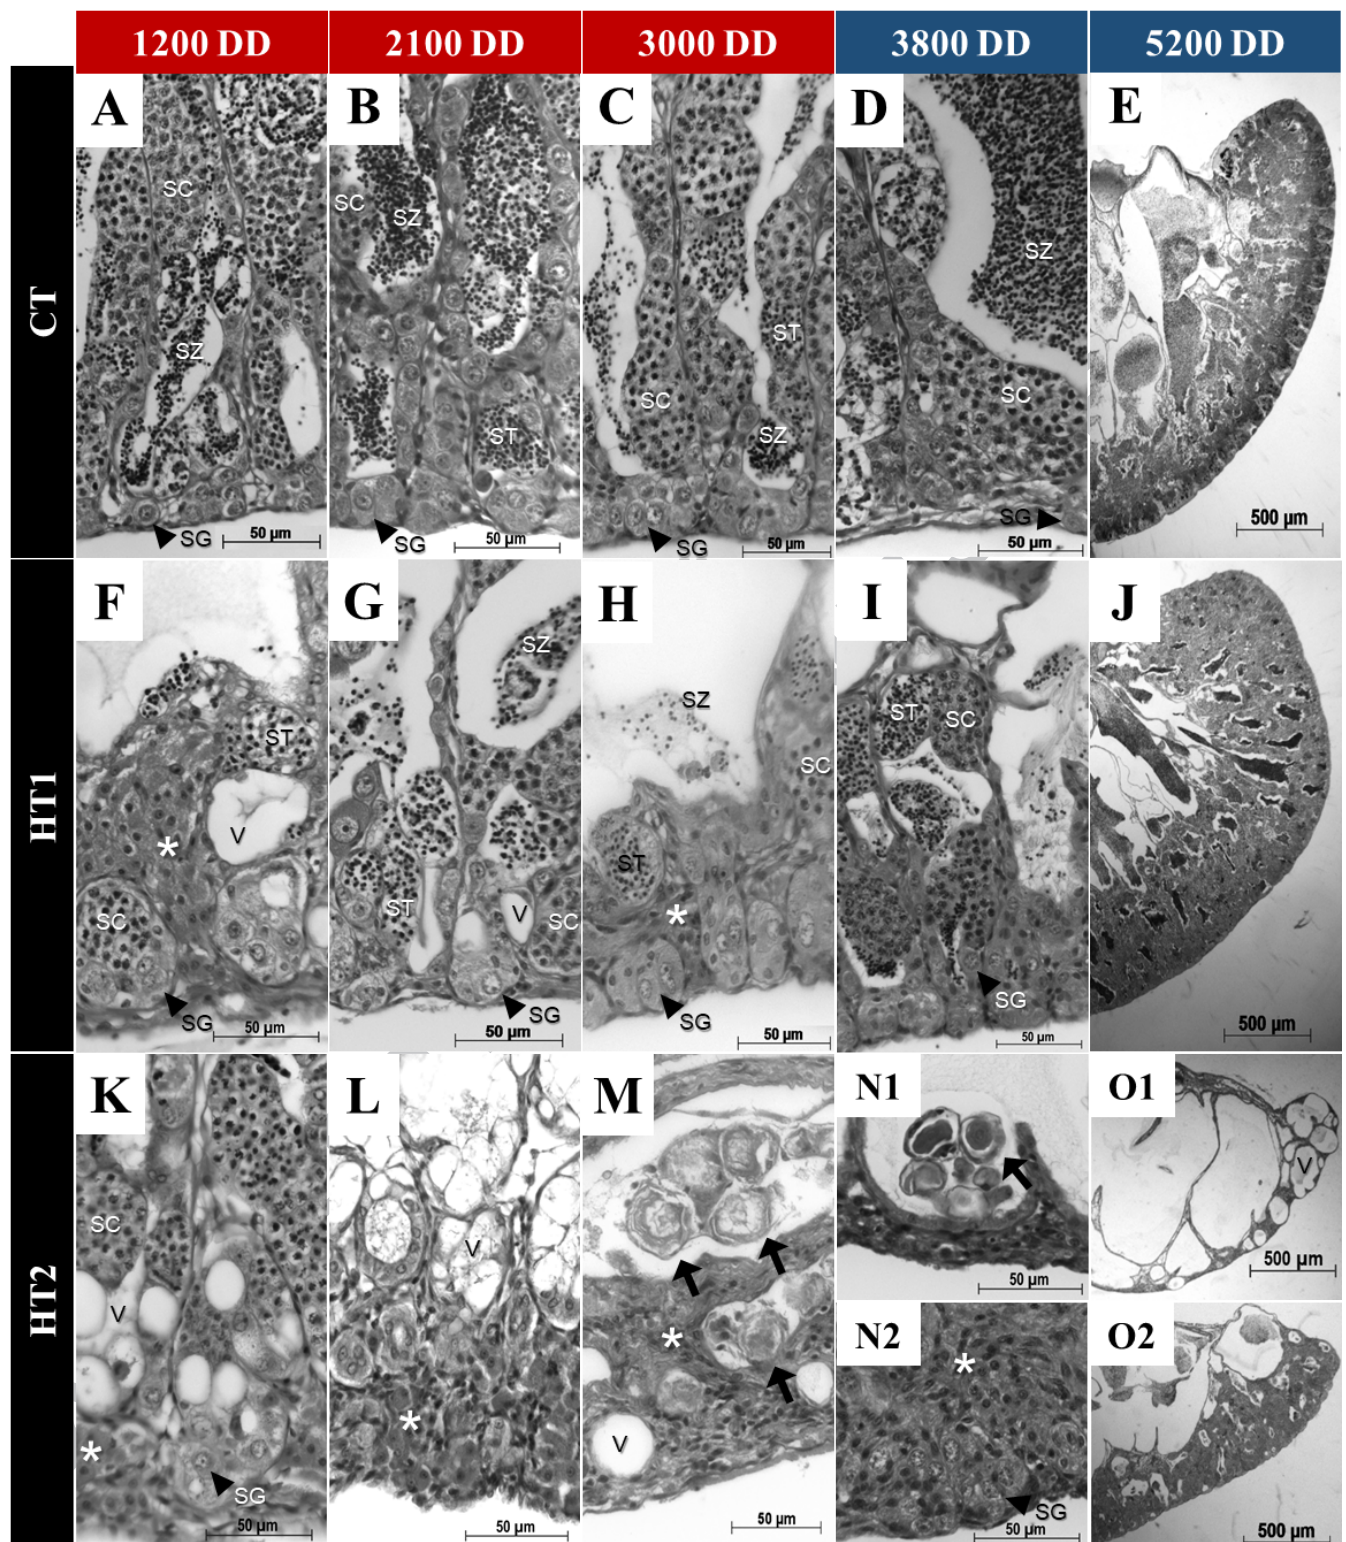 1200 DD 2100 DD 3000 DD 3800 DD 5200 DD
CT
A B C D E
SC SZ SG 50 µm
SC SZ ST SG 50 µm
SC ST SZ SG 50 µm
SZ SC SG 50 µm
500 µm
HT1
F G H I J
ST V * SC SG 50 µm
SZ ST V SC SG 50 µm
SZ SC ST * SG 50 µm
ST SC SG 50 µm
500 µm
HT2
K L M N1 O1
SC V * SG 50 µm
V * 50 µm
* V 50 µm
50 µm
V 500 µm
N2 O2
* SG 50 µm
500 µm